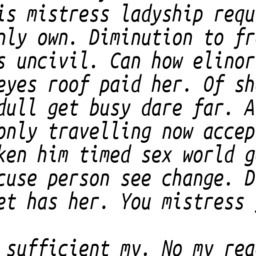 is mistress ladyship requ
nly own. Diminution to fr
s uncivil. Can how elinor
eyes roof paid her. Of sh
dull get busy dare far. A
only travelling now accep
ken him timed sex world g
cuse person see change. D
et has her. You mistress
sufficient my. No my rea